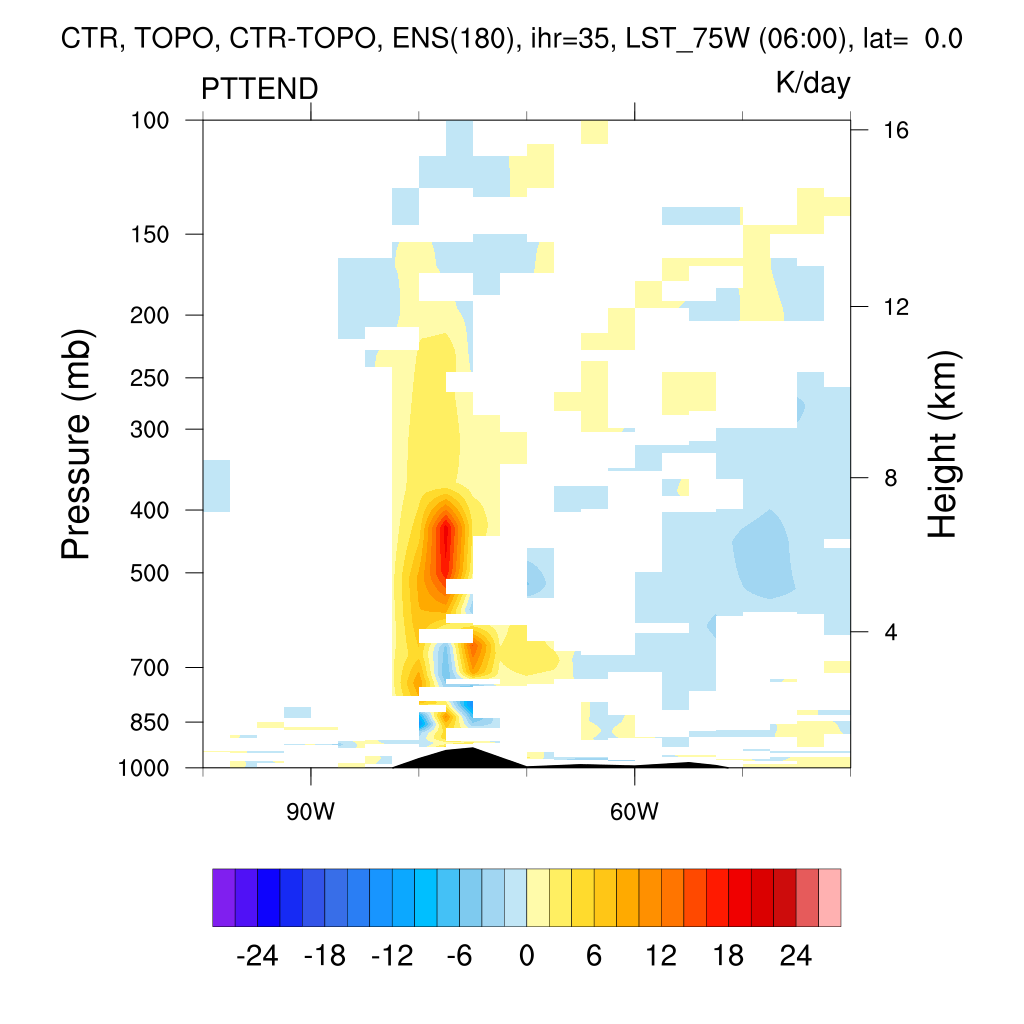 CTR, TOPO, CTR-TOPO, ENS(180), ihr=35, LST_75W (06:00), lat= 0.0
PTTEND K/day
100
150
200
250
300
400
500
700
850
1000
Pressure (mb)
16
12
8
4
Height (km)
90W 60W
-24 -18 -12 -6 0 6 12 18 24